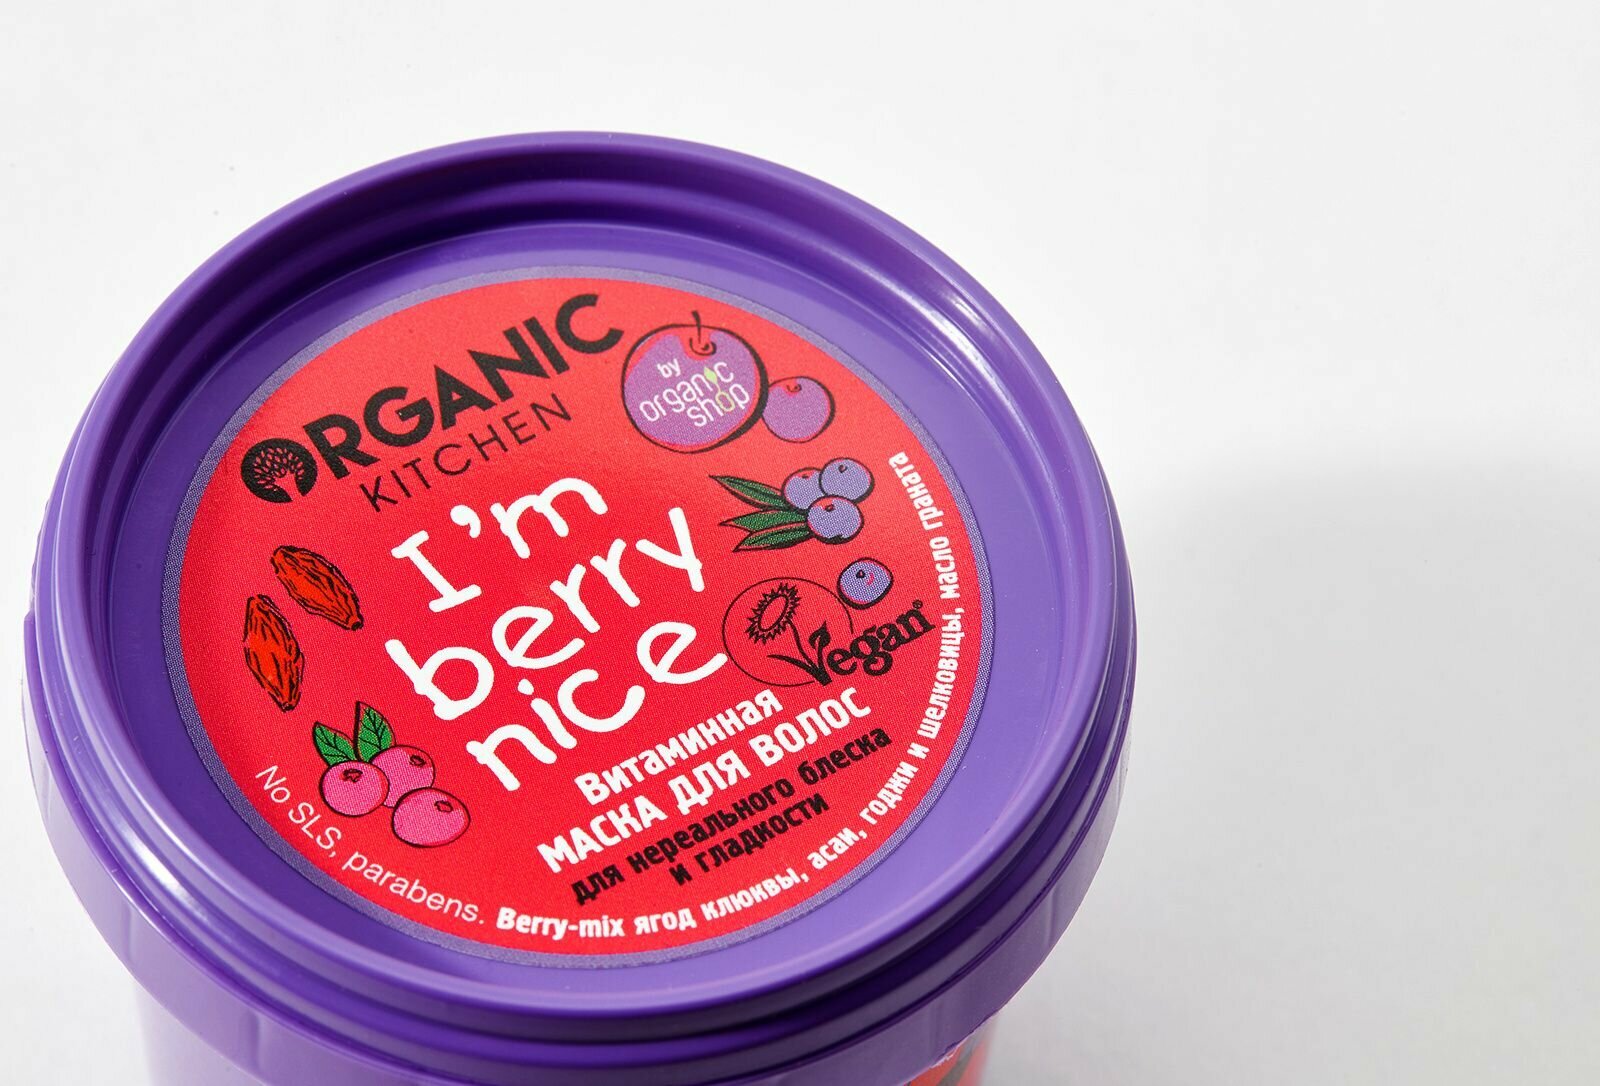 ORGANIC
KITCHEN
by
organic
shop
I'm
berry
nice
Vegan®
Витаминная
МАСКА ДЛЯ ВОЛОС
для нереального блеска
и гладкости
No SLS, parabens. Berry-mix ягод клюквы, асаи, годжи и шелковицы, масло граната